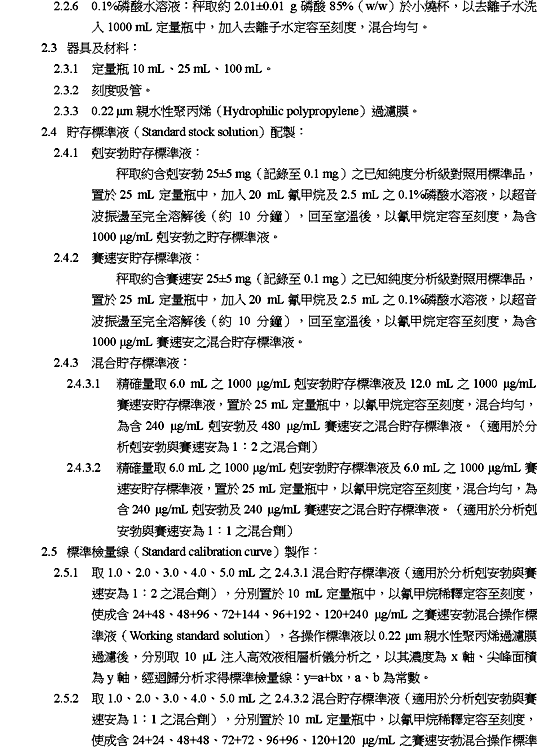 2.2.6 0.1%磷酸水溶液：秤取約 2.01±0.01 g 磷酸 85%（w/w）於小燒杯，以去離子水洗
入 1000 mL 定量瓶中，加入去離子水定容至刻度，混合均勻。
2.3 器具及材料：
2.3.1 定量瓶 10 mL、25 mL、100 mL。
2.3.2 刻度吸管。
2.3.3 0.22 μm 親水性聚丙烯（Hydrophilic polypropylene）過濾膜。
2.4 貯存標準液（Standard stock solution）配製：
2.4.1 剋安勃貯存標準液：
秤取約含剋安勃 25±5 mg（記錄至 0.1 mg）之已知純度分析級對照用標準品，
置於 25 mL 定量瓶中，加入 20 mL 氰甲烷及 2.5 mL 之 0.1%磷酸水溶液，以超音
波振盪至完全溶解後（約 10 分鐘），回至室溫後，以氰甲烷定容至刻度，為含
1000 μg/mL 剋安勃之貯存標準液。
2.4.2 賽速安貯存標準液：
秤取約含賽速安 25±5 mg（記錄至 0.1 mg）之已知純度分析級對照用標準品，
置於 25 mL 定量瓶中，加入 20 mL 氰甲烷及 2.5 mL 之 0.1%磷酸水溶液，以超音
波振盪至完全溶解後（約 10 分鐘），回至室溫後，以氰甲烷定容至刻度，為含
1000 μg/mL 賽速安之混合貯存標準液。
2.4.3 混合貯存標準液：
2.4.3.1 精確量取 6.0 mL 之 1000 μg/mL 剋安勃貯存標準液及 12.0 mL 之 1000 μg/mL
賽速安貯存標準液，置於 25 mL 定量瓶中，以氰甲烷定容至刻度，混合均勻，
為含 240 μg/mL 剋安勃及 480 μg/mL 賽速安之混合貯存標準液。（適用於分
析剋安勃與賽速安為 1：2 之混合劑）
2.4.3.2 精確量取 6.0 mL 之 1000 μg/mL 剋安勃貯存標準液及 6.0 mL 之 1000 μg/mL 賽
速安貯存標準液，置於 25 mL 定量瓶中，以氰甲烷定容至刻度，混合均勻，為
含 240 μg/mL 剋安勃及 240 μg/mL 賽速安之混合貯存標準液。（適用於分析剋
安勃與賽速安為 1：1 之混合劑）
2.5 標準檢量線（Standard calibration curve）製作：
2.5.1 取 1.0、2.0、3.0、4.0、5.0 mL 之 2.4.3.1 混合貯存標準液（適用於分析剋安勃與賽
速安為 1：2 之混合劑），分別置於 10 mL 定量瓶中，以氰甲烷稀釋定容至刻度，
使成含 24+48、48+96、72+144、96+192、120+240 μg/mL 之賽速安勃混合操作標
準液（Working standard solution），各操作標準液以 0.22 μm 親水性聚丙烯過濾膜
過濾後，分別取 10 μL 注入高效液相層析儀分析之，以其濃度為 x 軸、尖峰面積
為 y 軸，經迴歸分析求得標準檢量線：y=a+bx，a、b 為常數。
2.5.2 取 1.0、2.0、3.0、4.0、5.0 mL 之 2.4.3.2 混合貯存標準液（適用於分析剋安勃與賽
速安為 1：1 之混合劑），分別置於 10 mL 定量瓶中，以氰甲烷稀釋定容至刻度，
使成含 24+24、48+48、72+72、96+96、120+120 μg/mL 之賽速安勃混合操作標準